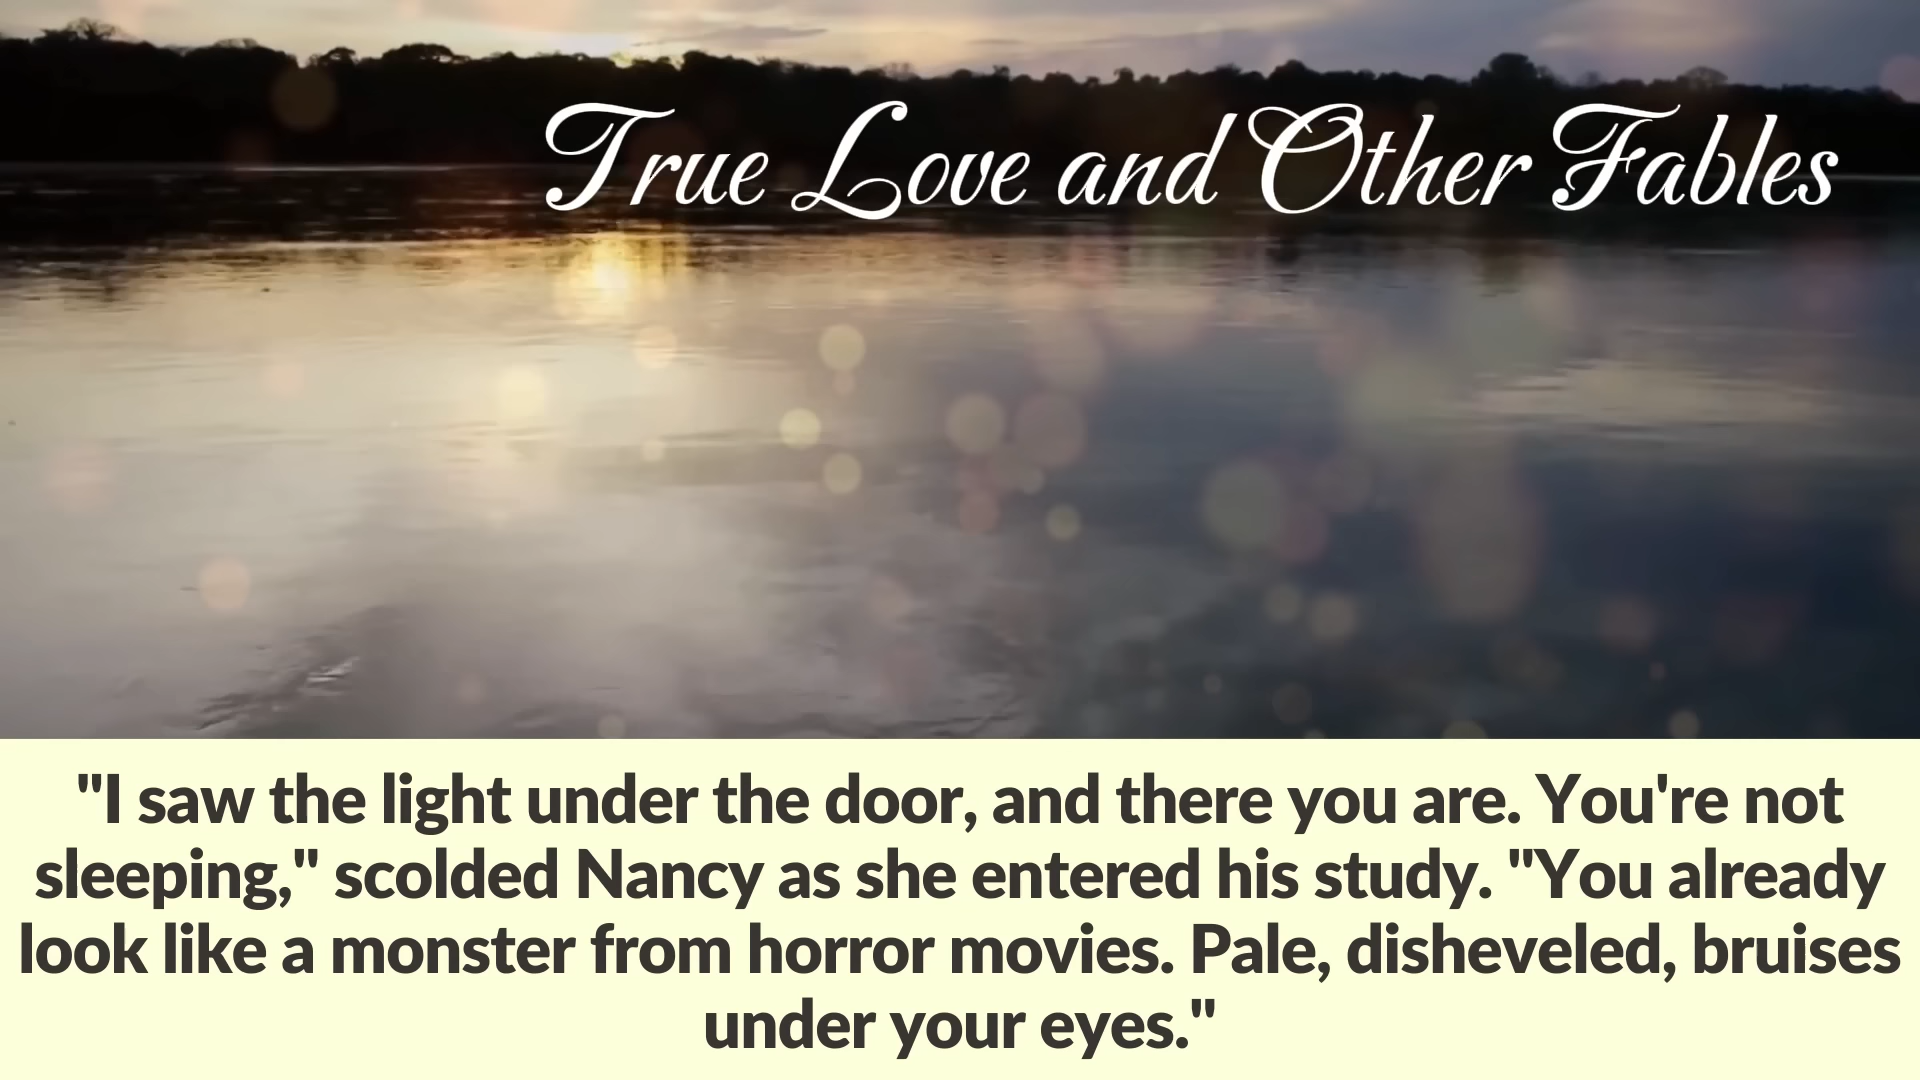 True Love and Other Fables
"I saw the light under the door, and there you are. You're not
sleeping," scolded Nancy as she entered his study. "You already
look like a monster from horror movies. Pale, disheveled, bruises
under your eyes."